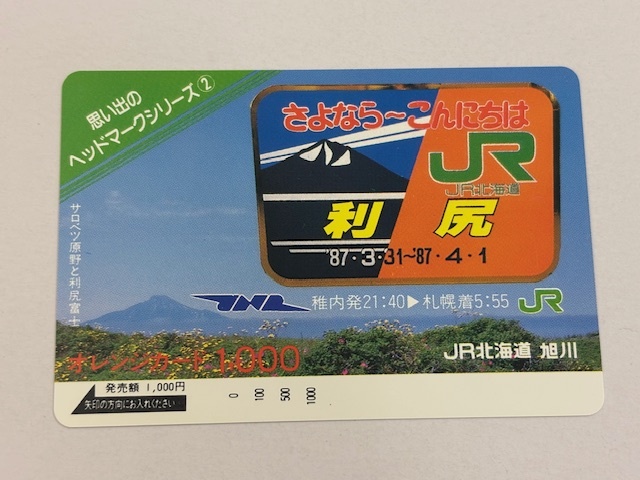 思い出の
ヘッドマークシリーズ②
さよなら～こんにちは
JR
JR北海道
利尻
'87・3・31～'87・4・1
サロベツ原野と利尻富士
稚内発21:40▶札幌着5:55 JR
オレンジカード 1,000
JR北海道 旭川
発売額 1,000円
矢印の方向にお入れください
0 100 500 1000